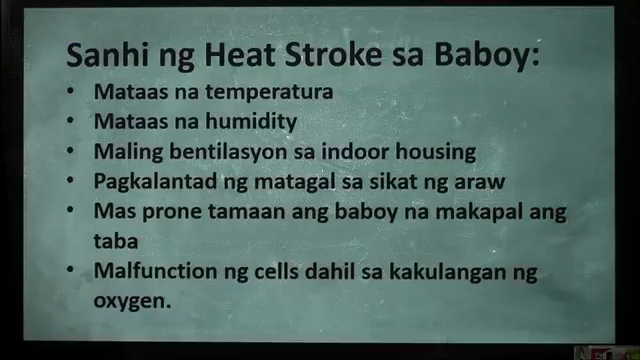 Sanhi ng Heat Stroke sa Baboy:
• Mataas na temperatura
• Mataas na humidity
• Maling bentilasyon sa indoor housing
• Pagkalantad ng matagal sa sikat ng araw
• Mas prone tamaan ang baboy na makapal ang
taba
• Malfunction ng cells dahil sa kakulangan ng
oxygen.